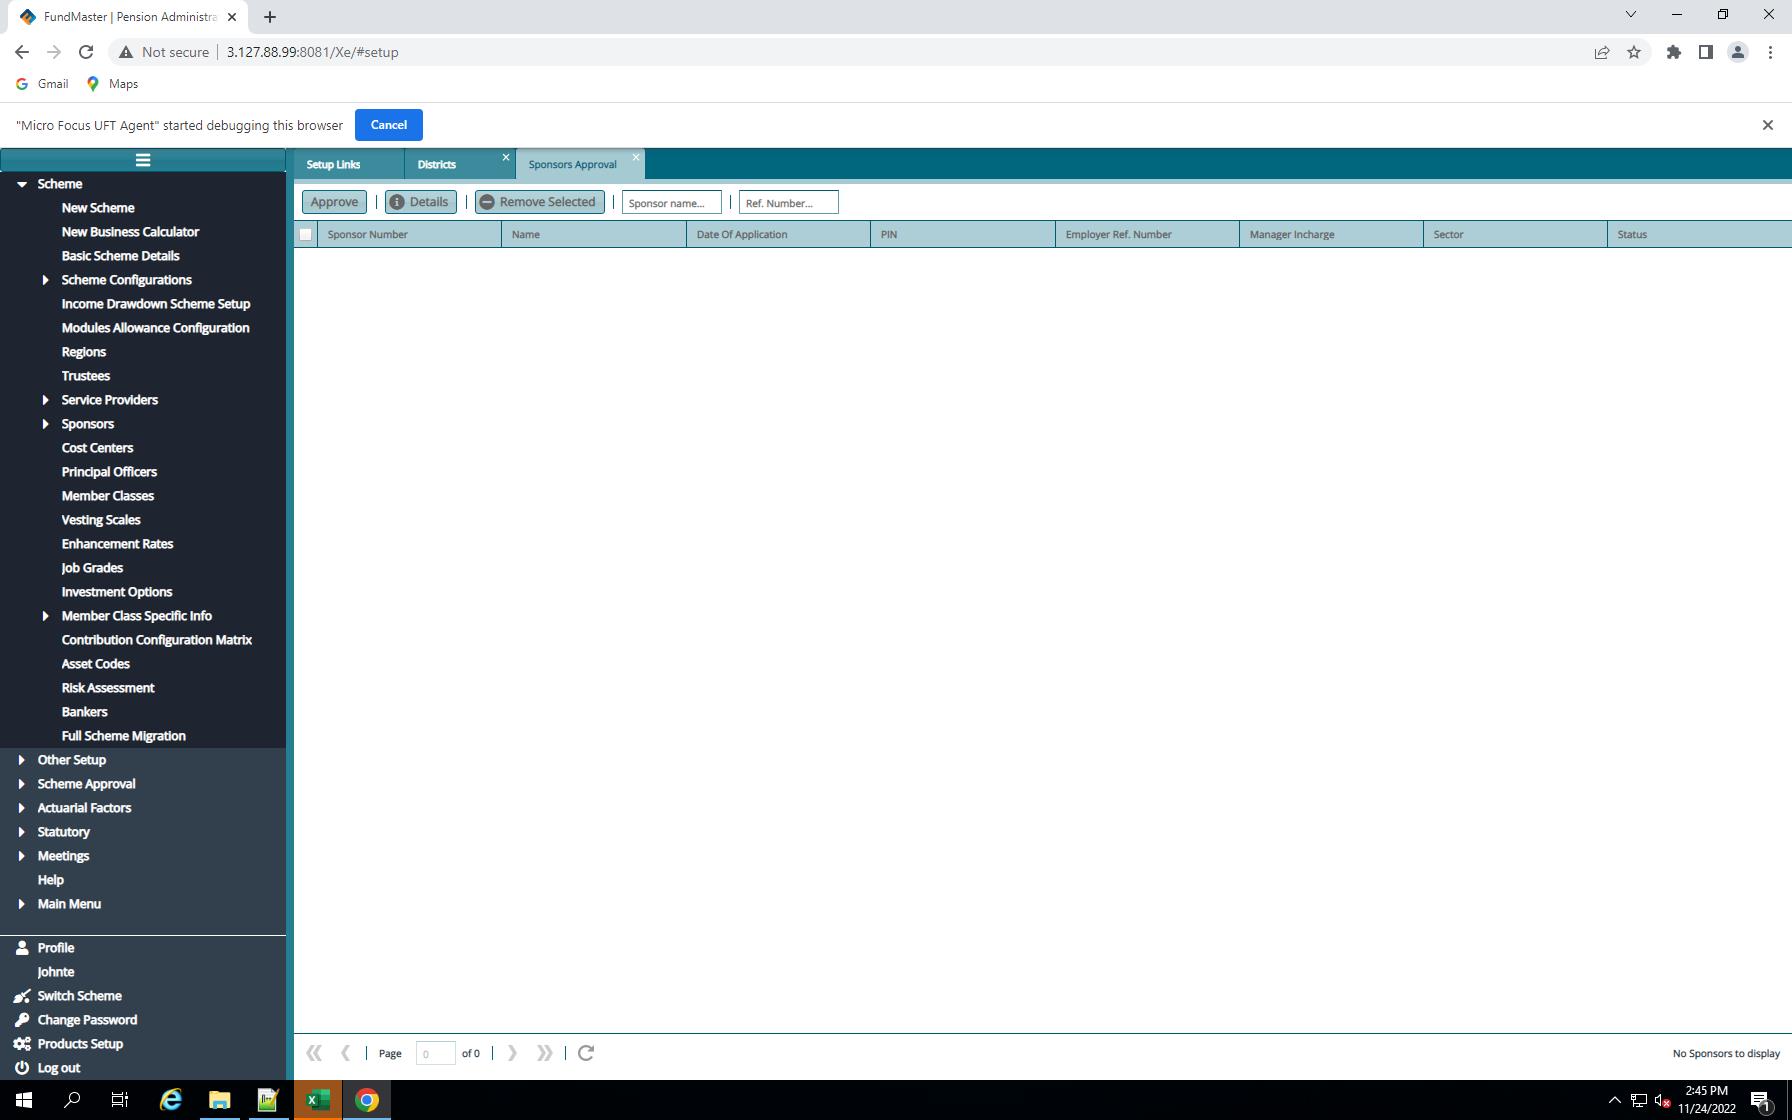 FundMaster | Pension Administra
Not secure
3.127.88.99:8081/Xe/#setup
Gmail
Maps
"Micro Focus UFT Agent" started debugging this browser
Cancel
Scheme
New Scheme
New Business Calculator
Basic Scheme Details
Scheme Configurations
Income Drawdown Scheme Setup
Modules Allowance Configuration
Regions
Trustees
Service Providers
Sponsors
Cost Centers
Principal Officers
Member Classes
Vesting Scales
Enhancement Rates
Job Grades
Investment Options
Member Class Specific Info
Contribution Configuration Matrix
Asset Codes
Risk Assessment
Bankers
Full Scheme Migration
Other Setup
Scheme Approval
Actuarial Factors
Statutory
Meetings
Help
Main Menu
Profile
Johnte
Switch Scheme
Change Password
Products Setup
Log out
Setup Links
Districts
Sponsors Approval
Approve
Details
Remove Selected
Sponsor name...
Ref. Number...
Sponsor Number
Name
Date Of Application
PIN
Employer Ref. Number
Manager Incharge
Sector
Status
Page
0
of 0
No Sponsors to display
2:45 PM
11/24/2022
1